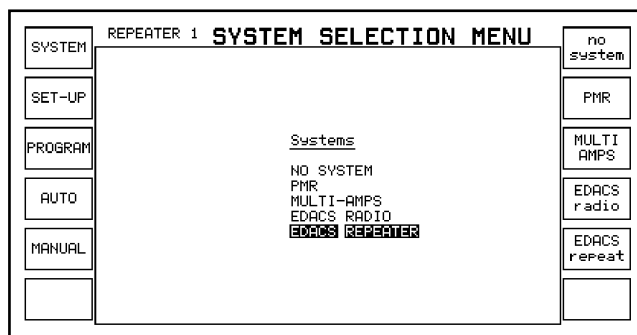 REPEATER 1 SYSTEM SELECTION MENU
SYSTEM
SET-UP
PROGRAM
AUTO
MANUAL
Systems
NO SYSTEM
PMR
MULTI-AMPS
EDACS RADIO
EDACS REPEATER
no
system
PMR
MULTI
AMPS
EDACS
radio
EDACS
repeat